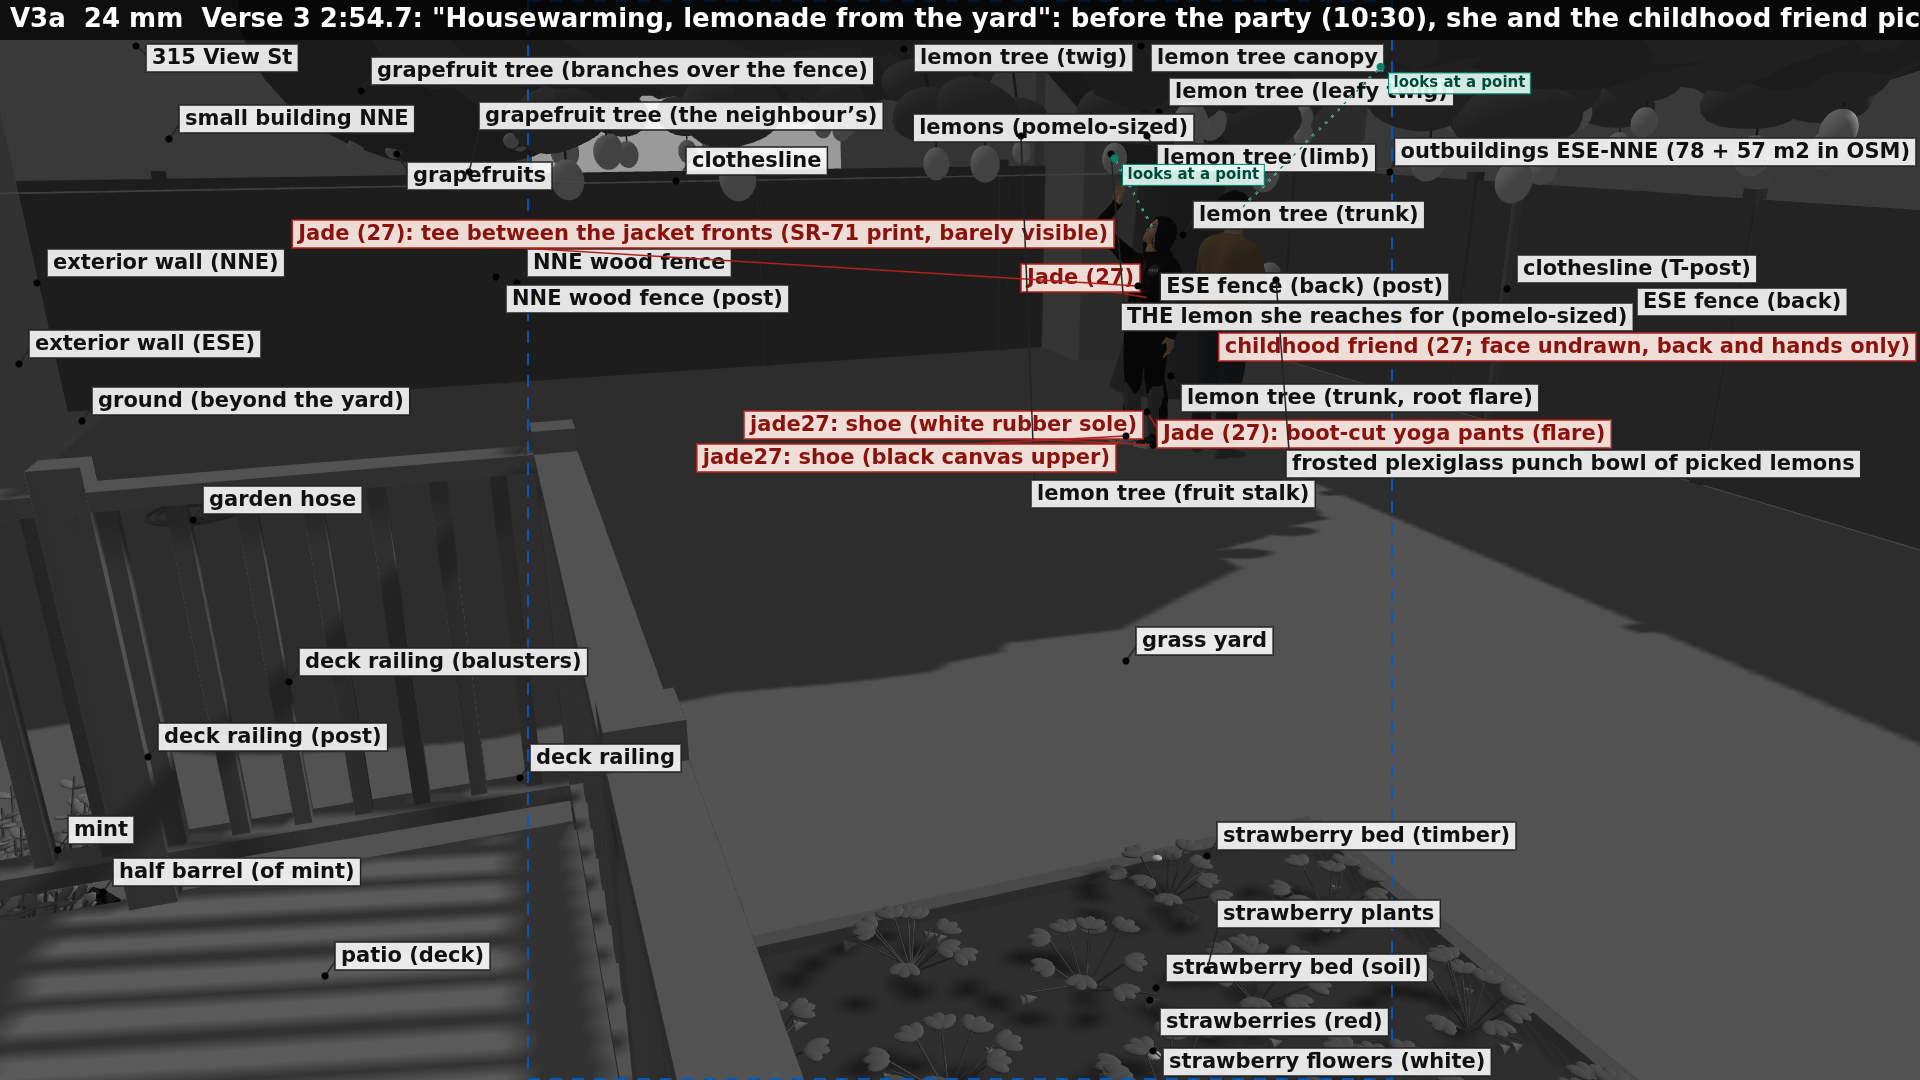 V3a 24 mm Verse 3 2:54.7: "Housewarming, lemonade from the yard": before the party (10:30), she and the childhood friend pic
315 View St
lemon tree (twig)
lemon tree canopy
grapefruit tree (branches over the fence)
looks at a point
lemon tree (leafy twig)
small building NNE
grapefruit tree (the neighbour’s)
lemons (pomelo-sized)
clothesline
lemon tree (limb)
outbuildings ESE-NNE (78 + 57 m2 in OSM)
grapefruits
looks at a point
lemon tree (trunk)
Jade (27): tee between the jacket fronts (SR-71 print, barely visible)
exterior wall (NNE)
NNE wood fence
clothesline (T-post)
Jade (27)
ESE fence (back) (post)
NNE wood fence (post)
ESE fence (back)
THE lemon she reaches for (pomelo-sized)
exterior wall (ESE)
childhood friend (27; face undrawn, back and hands only)
ground (beyond the yard)
lemon tree (trunk, root flare)
jade27: shoe (white rubber sole)
Jade (27): boot-cut yoga pants (flare)
jade27: shoe (black canvas upper)
frosted plexiglass punch bowl of picked lemons
garden hose
lemon tree (fruit stalk)
grass yard
deck railing (balusters)
deck railing (post)
deck railing
mint
strawberry bed (timber)
half barrel (of mint)
strawberry plants
patio (deck)
strawberry bed (soil)
strawberries (red)
strawberry flowers (white)